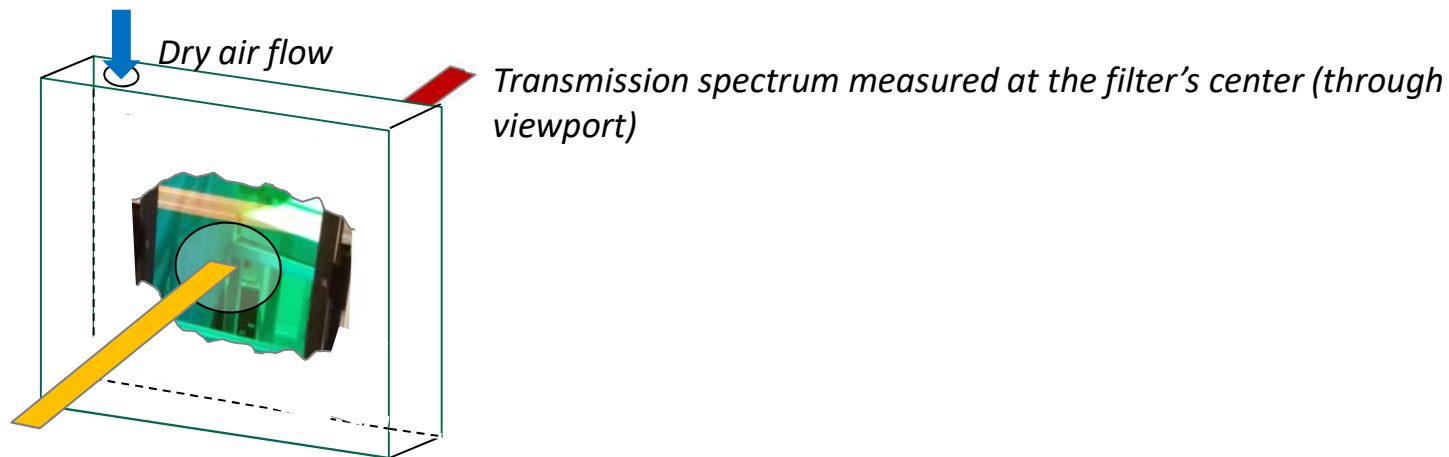 Dry air flow
Transmission spectrum measured at the filter’s center (through
viewport)